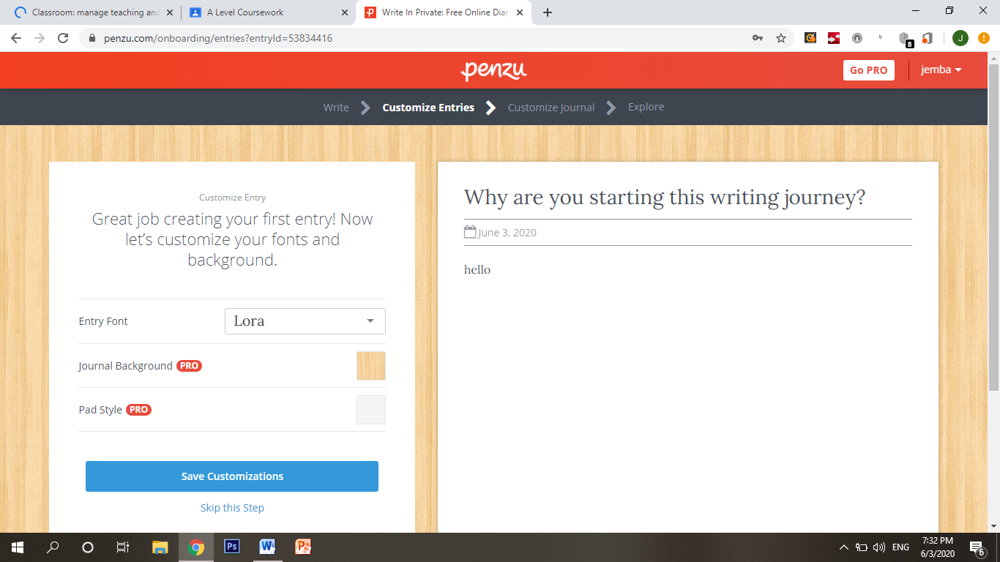 Classroom: manage teaching and
A Level Coursework
Write In Private: Free Online Diar
penzu.com/onboarding/entries?entryId=53834416
8
J
penzu
Go PRO
jemba
Write
Customize Entries
Customize Journal
Explore
Customize Entry
Great job creating your first entry! Now
let's customize your fonts and
background.
Entry Font
Lora
Journal Background PRO
Pad Style PRO
Save Customizations
Skip this Step
Why are you starting this writing journey?
June 3, 2020
hello
Ps
W
P
ENG
7:32 PM
6/3/2020
6